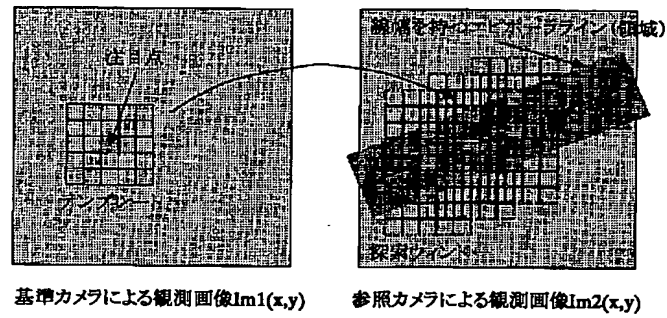 注目点
テンプレート
線幅を持つエピポーラライン(領域)
探索ウィンドウ
基準カメラによる観測画像Im1(x,y)
参照カメラによる観測画像Im2(x,y)